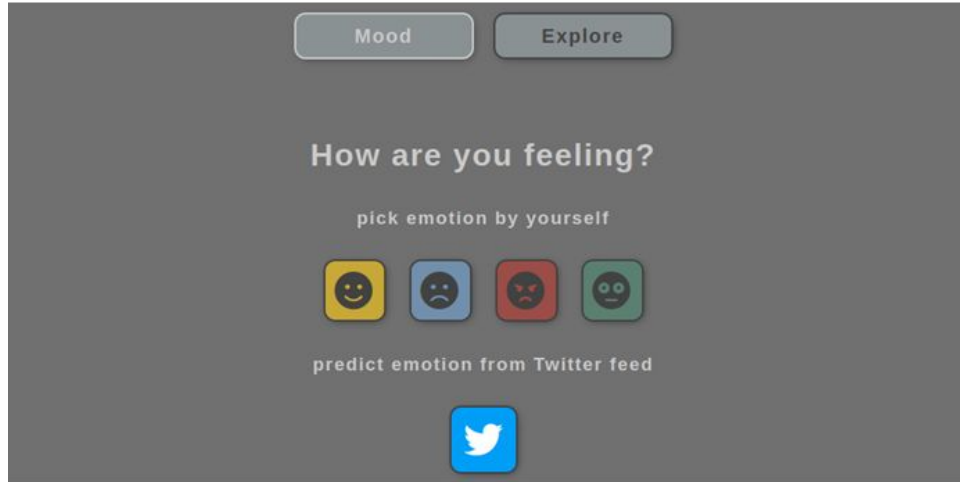 Mood
Explore
How are you feeling?
pick emotion by yourself
predict emotion from Twitter feed